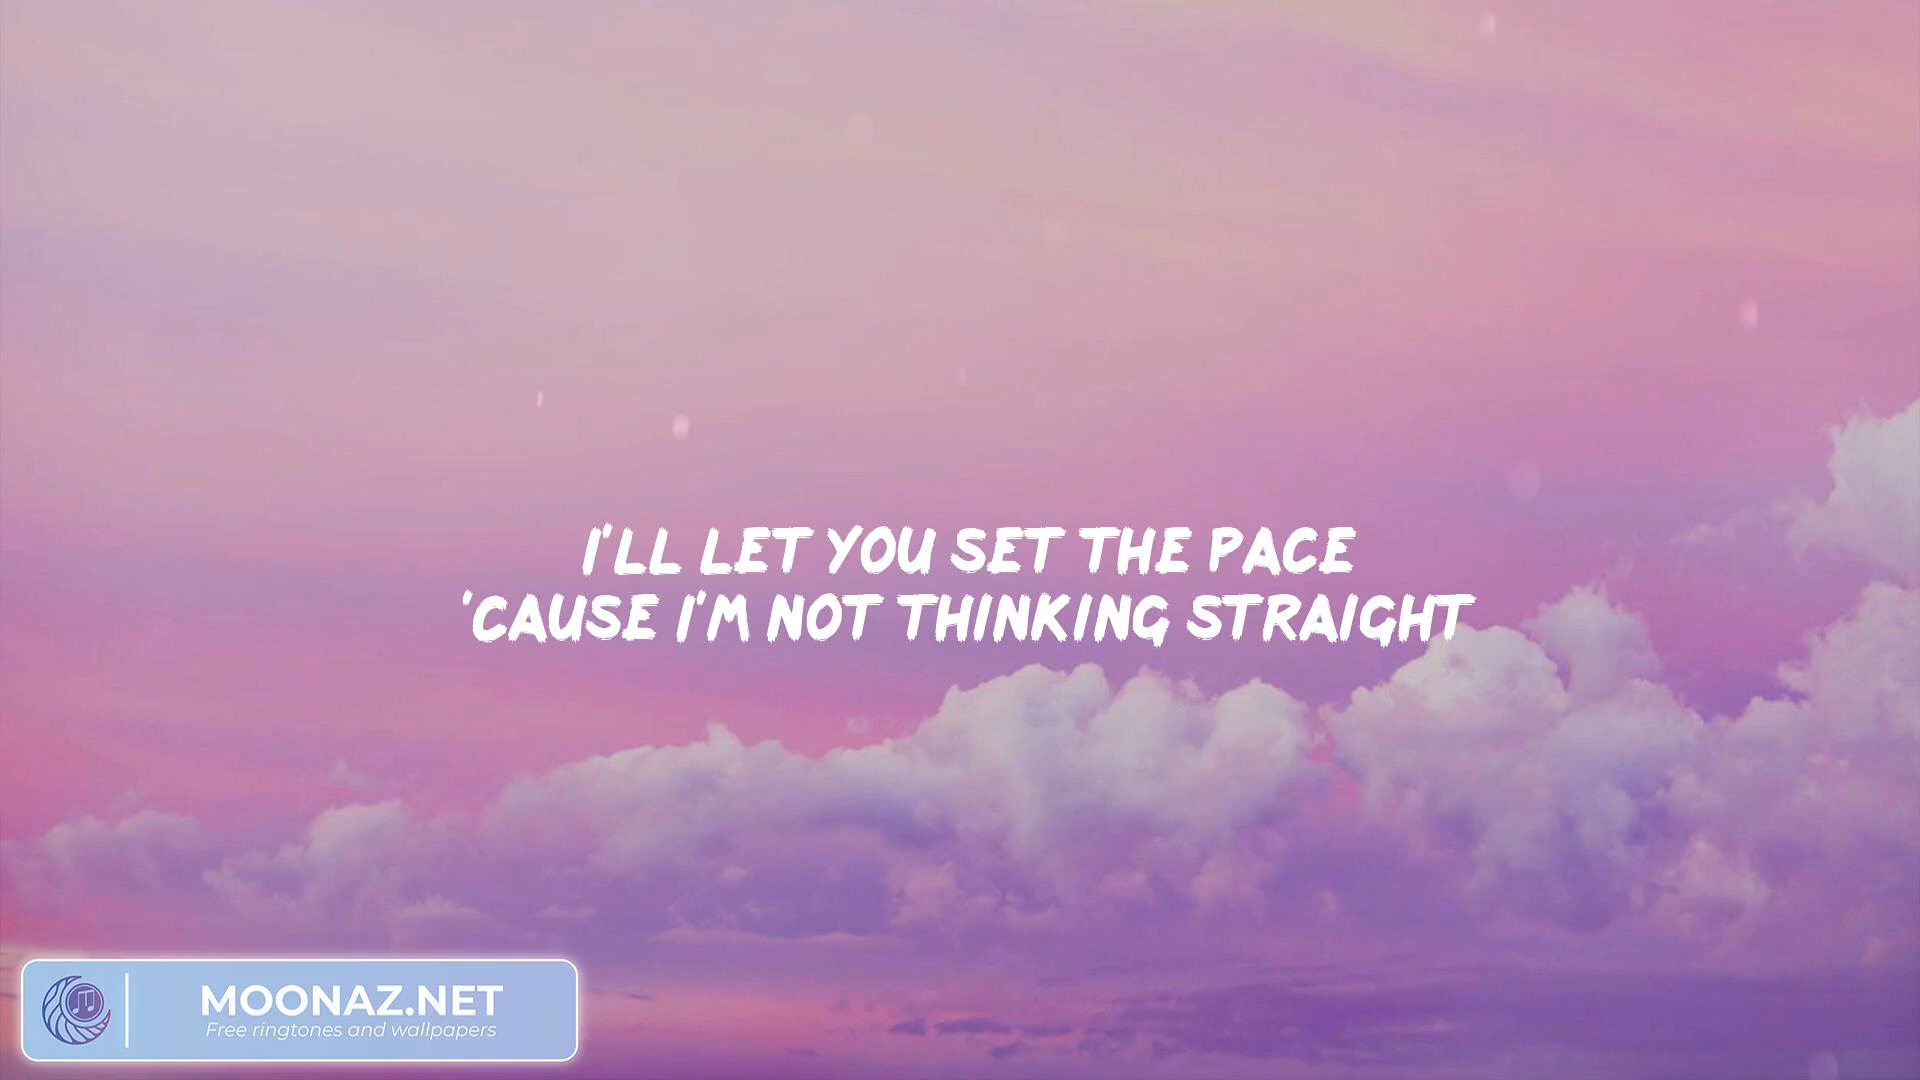 I'LL LET YOU SET THE PACE
'CAUSE I'M NOT THINKING STRAIGHT
MOONAZ.NET
Free ringtones and wallpapers